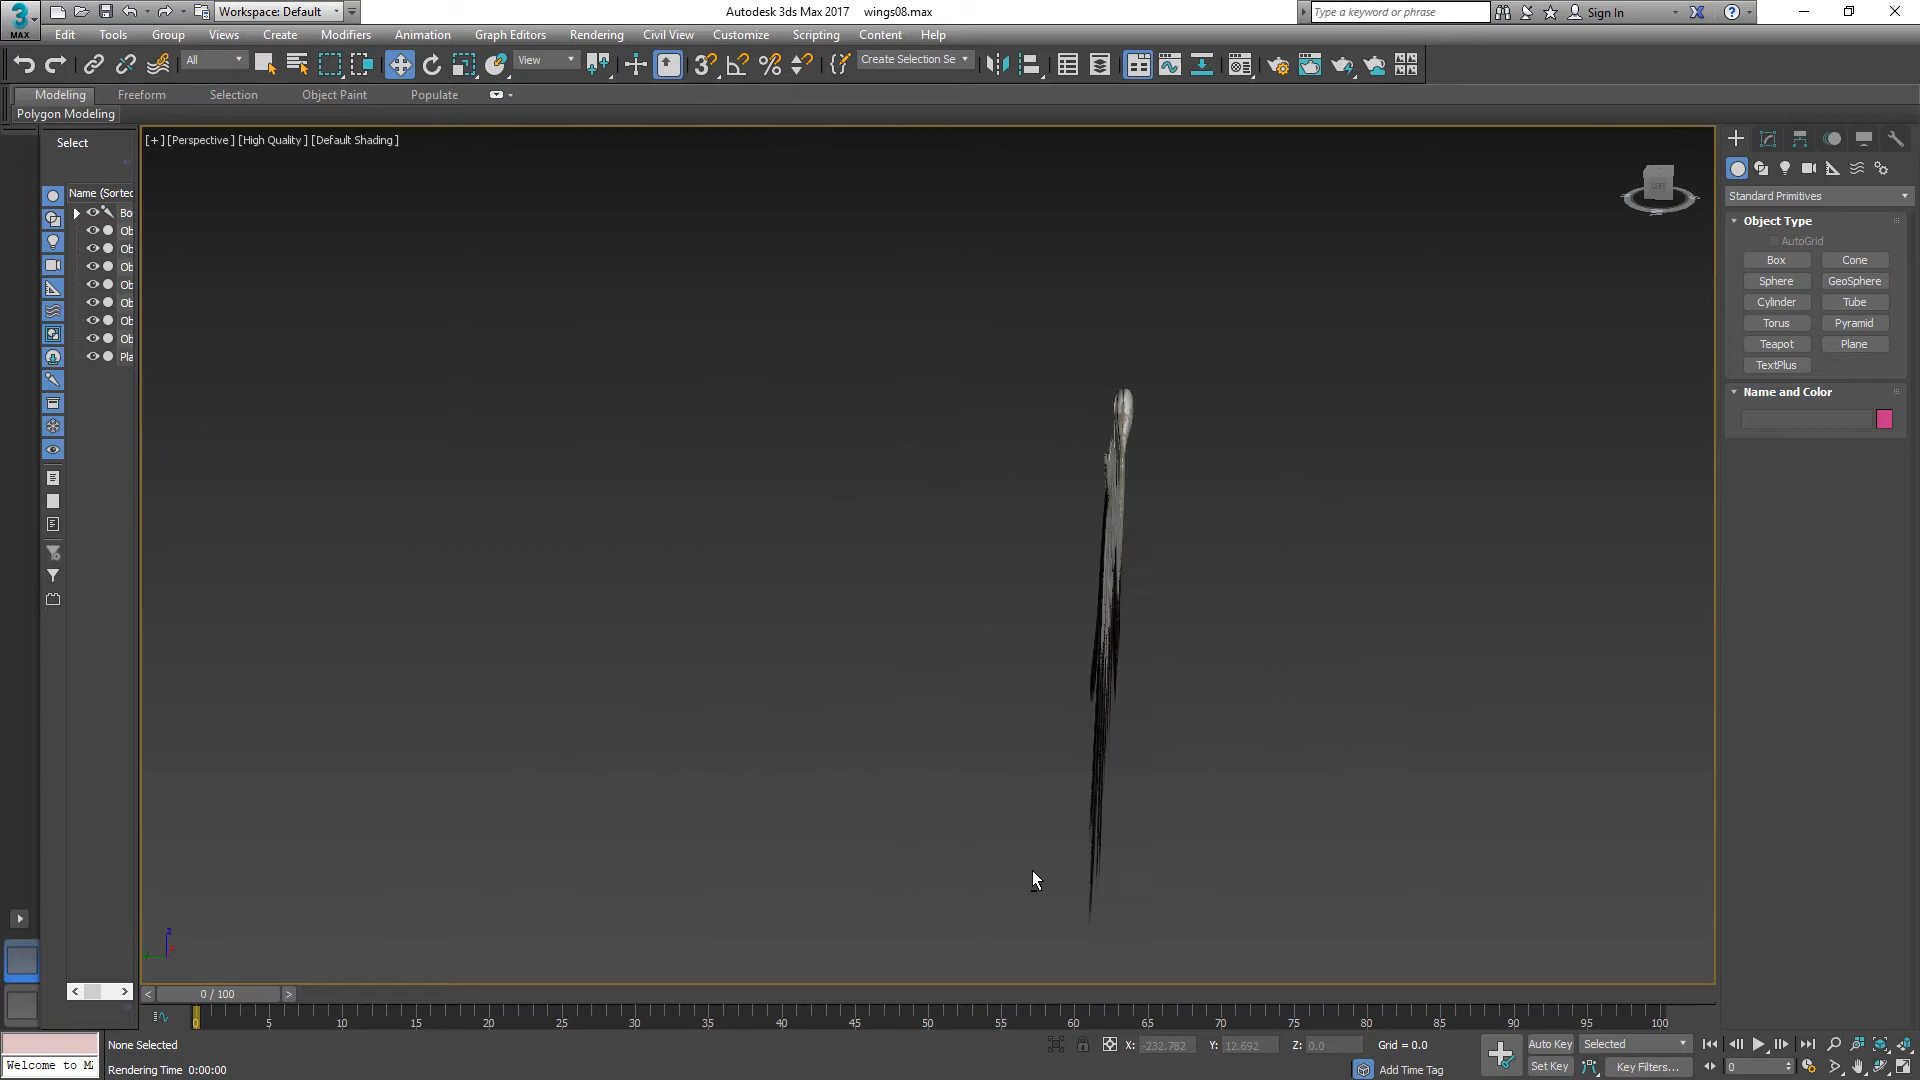 3 MAX Workspace: Default Autodesk 3ds Max 2017 wings08.max Type a keyword or phrase Sign In
Edit Tools Group Views Create Modifiers Animation Graph Editors Rendering Civil View Customize Scripting Content Help
All View 3 Create Selection Se
Modeling Freeform Selection Object Paint Populate
Polygon Modeling
Select
[+] [Perspective ] [High Quality ] [Default Shading ]
LEFT
Name (Sorted
Bo
Ob
Ob
Ob
Ob
Ob
Ob
Ob
Pla
Standard Primitives
Object Type
AutoGrid
Box Cone
Sphere GeoSphere
Cylinder Tube
Torus Pyramid
Teapot Plane
TextPlus
Name and Color
z
x
y
< 0 / 100 >
0 5 10 15 20 25 30 35 40 45 50 55 60 65 70 75 80 85 90 95 100
None Selected X: -232.782 Y: 12.692 Z: 0.0 Grid = 0.0 Auto Key Selected
Welcome to M Rendering Time 0:00:00 Add Time Tag Set Key Key Filters... 0